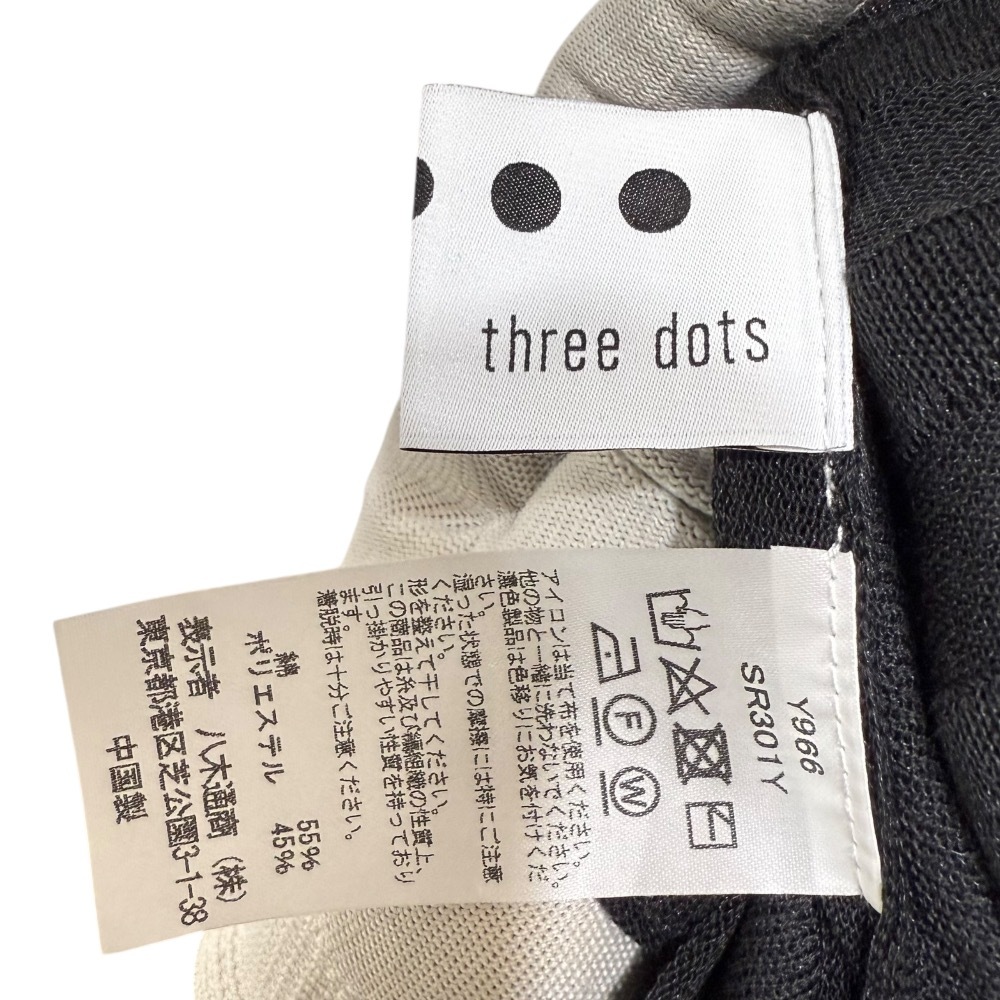 three dots
Y966
SR301Y
F
W
アイロンは当て布を使用ください。
他の物と一緒に洗わないでください。
濃色製品は色移りにお気を付けくだ
さい。
湿った状態での摩擦には特にご注意
ください。
形を整えて干してください。
この商品は糸及び編組織の性質上、
引っ掛かりやすい性質を持っており
ます。
着脱時は十分ご注意ください。
綿 55%
ポリエステル 45%
表示者 八木通商(株)
東京都港区芝公園3-1-38
中国製